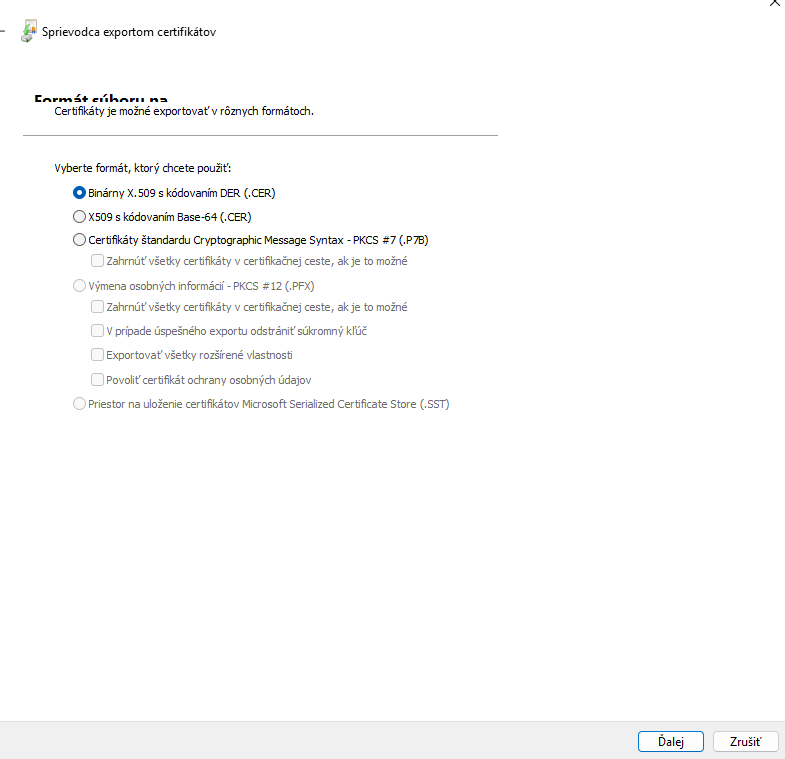 Sprievodca exportom certifikátov
Formát súboru na
Certifikáty je možné exportovať v rôznych formátoch.
Vyberte formát, ktorý chcete použiť:
Binárny X.509 s kódovaním DER (.CER)
X509 s kódovaním Base-64 (.CER)
Certifikáty štandardu Cryptographic Message Syntax - PKCS #7 (.P7B)
Zahrnúť všetky certifikáty v certifikačnej ceste, ak je to možné
Výmena osobných informácií - PKCS #12 (.PFX)
Zahrnúť všetky certifikáty v certifikačnej ceste, ak je to možné
V prípade úspešného exportu odstrániť súkromný kľúč
Exportovať všetky rozšírené vlastnosti
Povoliť certifikát ochrany osobných údajov
Priestor na uloženie certifikátov Microsoft Serialized Certificate Store (.SST)
Ďalej
Zrušiť